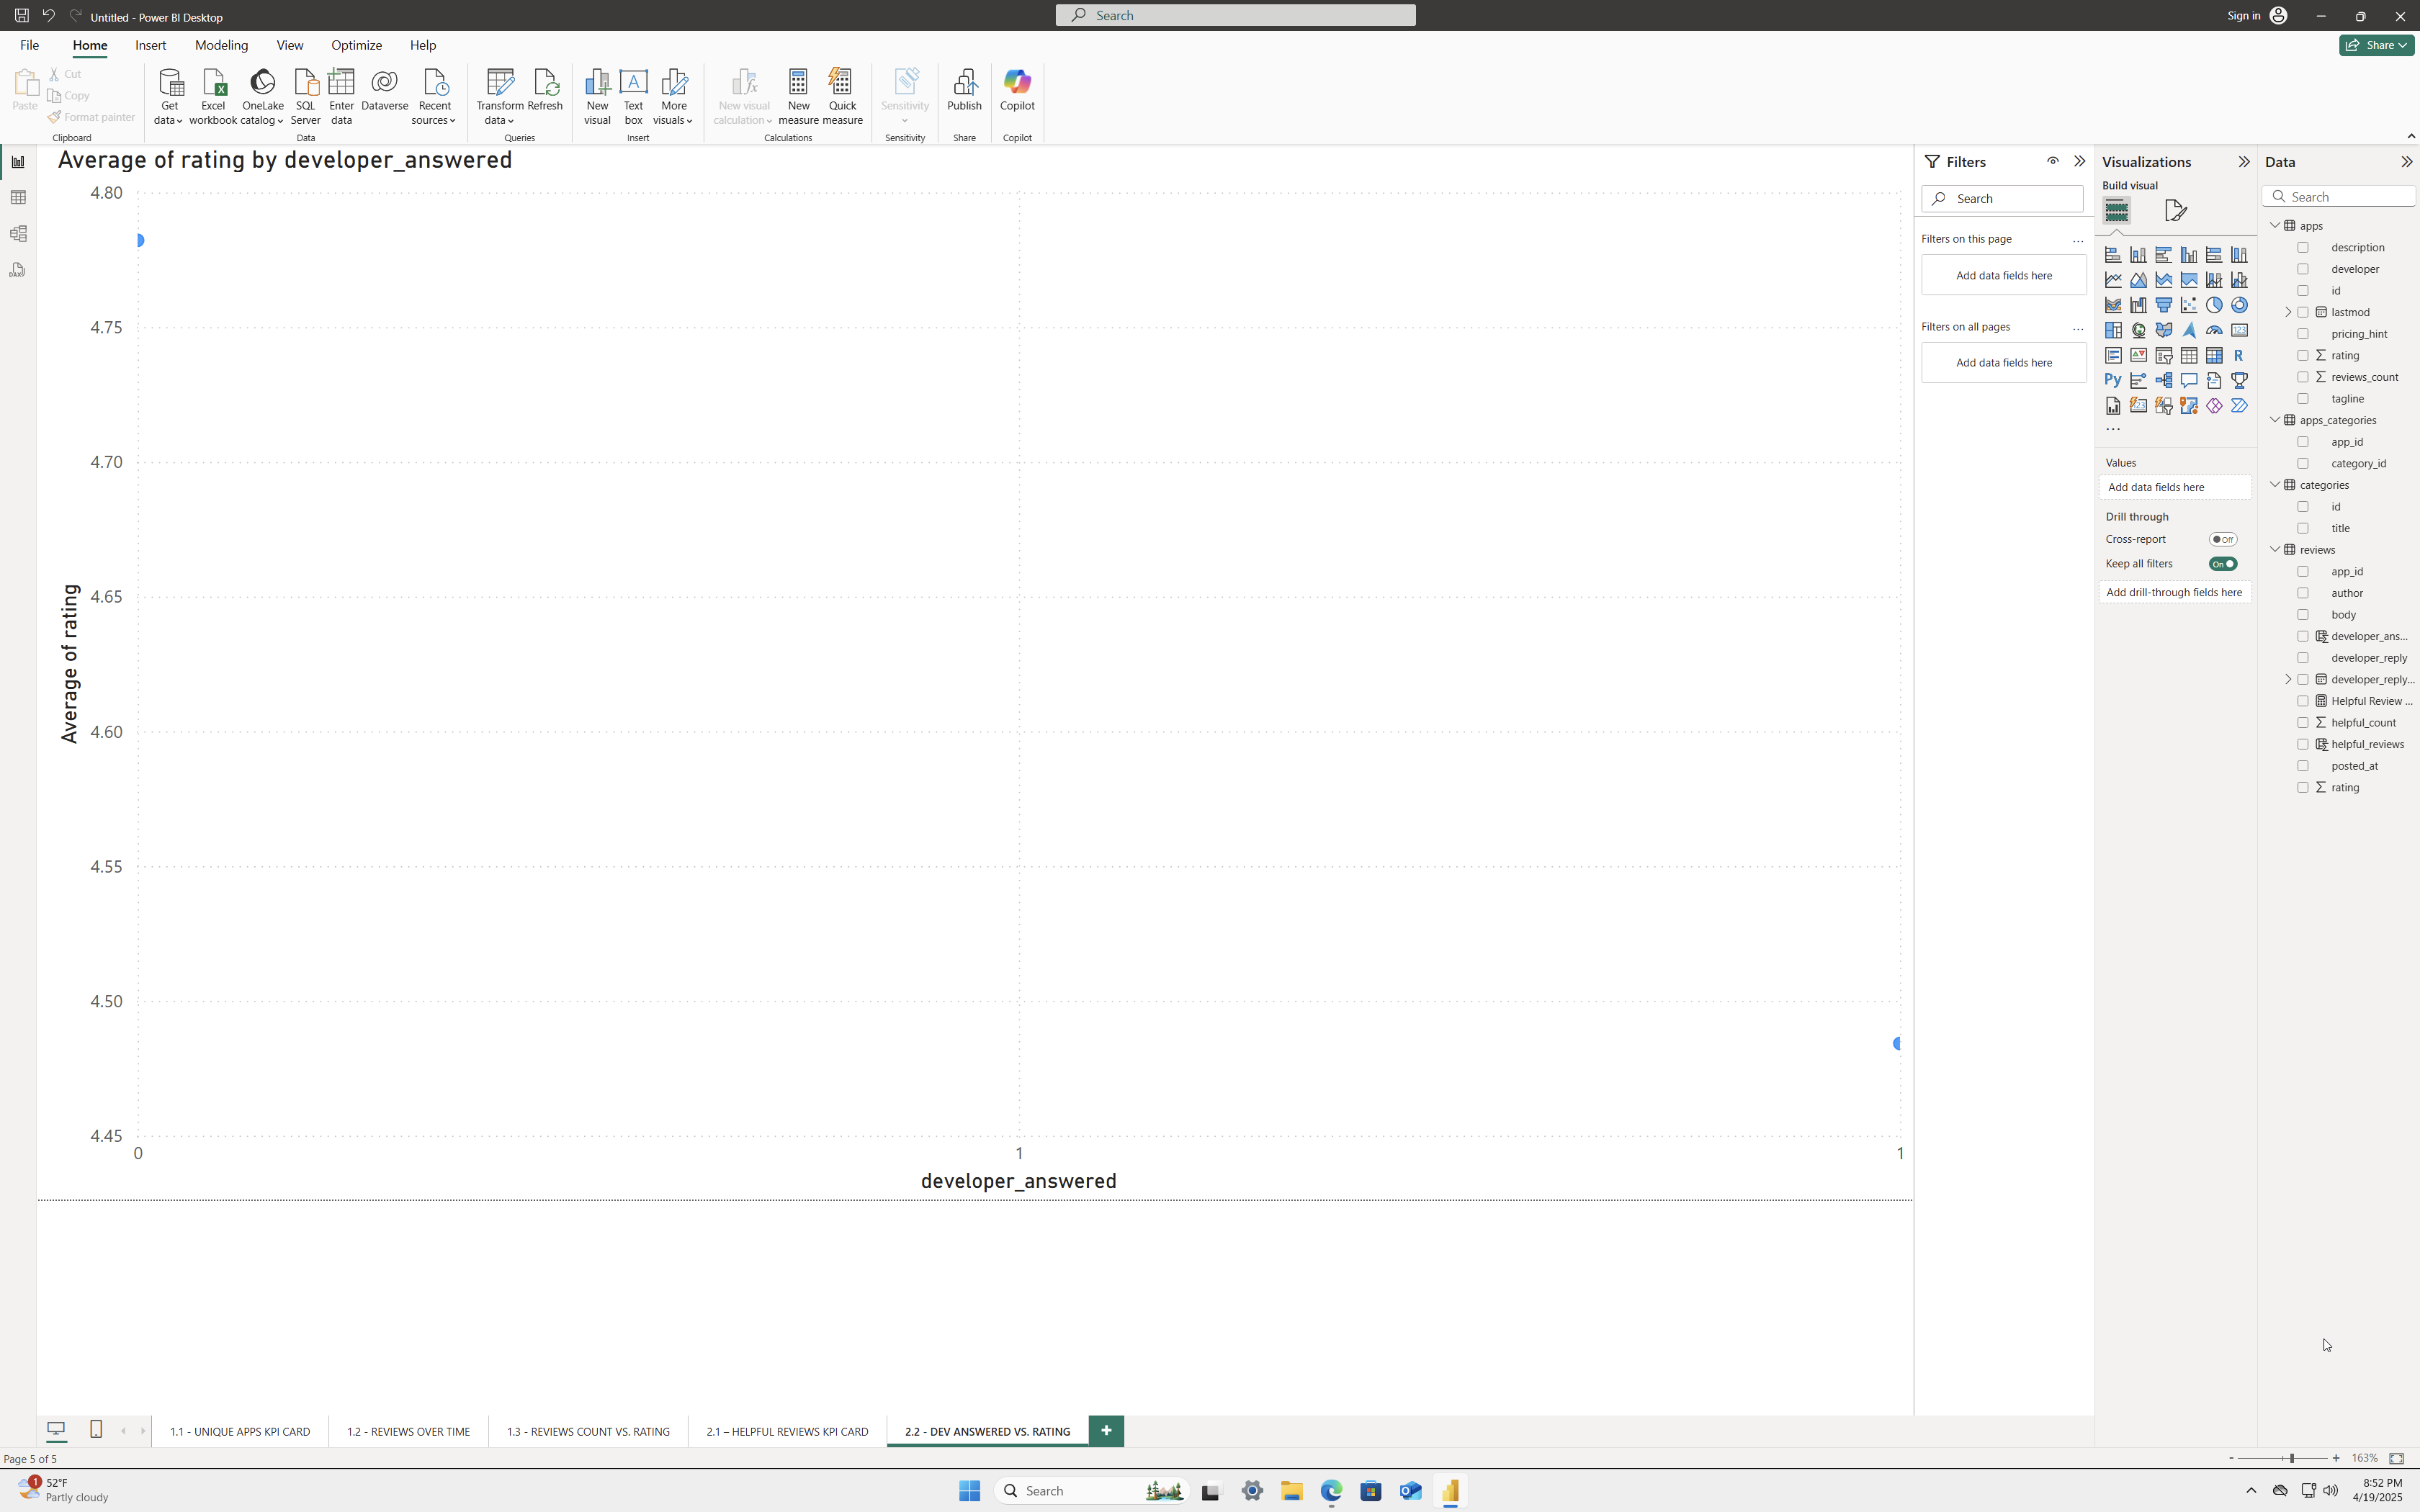 Untitled - Power BI Desktop
Search
Sign in
File Home Insert Modeling View Optimize Help
Share
Paste
Cut
Copy
Format painter
Clipboard
Get data
Excel workbook
OneLake catalog
SQL Server
Enter data
Dataverse
Recent sources
Data
Transform data
Refresh
Queries
New visual
Text box
More visuals
Insert
New visual calculation
New measure
Quick measure
Calculations
Sensitivity
Sensitivity
Publish
Share
Copilot
Copilot
Average of rating by developer_answered
4.80
4.75
4.70
4.65
4.60
4.55
4.50
4.45
Average of rating
0 1 1
developer_answered
Filters
Search
Filters on this page
...
Add data fields here
Filters on all pages
...
Add data fields here
Visualizations
Build visual
123
R
Py
123
...
Values
Add data fields here
Drill through
Cross-report
Off
Keep all filters
On
Add drill-through fields here
Data
Search
apps
description
developer
id
lastmod
pricing_hint
rating
reviews_count
tagline
apps_categories
app_id
category_id
categories
id
title
reviews
app_id
author
body
developer_ans...
developer_reply
developer_reply...
Helpful Review ...
helpful_count
helpful_reviews
posted_at
rating
1.1 - UNIQUE APPS KPI CARD
1.2 - REVIEWS OVER TIME
1.3 - REVIEWS COUNT VS. RATING
2.1 – HELPFUL REVIEWS KPI CARD
2.2 - DEV ANSWERED VS. RATING
+
Page 5 of 5
- + 163%
1
52°F
Partly cloudy
Search
8:52 PM
4/19/2025